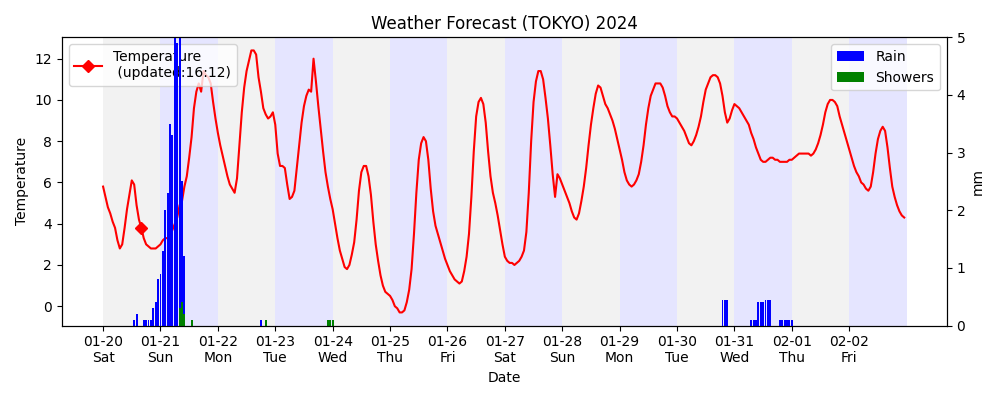 Weather Forecast (TOKYO) 2024
Temperature
(updated:16:12)
Rain
Showers
Temperature
12
10
8
6
4
2
0
5
4
3
2
1
0
mm
01-20 01-21 01-22 01-23 01-24 01-25 01-26 01-27 01-28 01-29 01-30 01-31 02-01 02-02
Sat Sun Mon Tue Wed Thu Fri Sat Sun Mon Tue Wed Thu Fri
Date